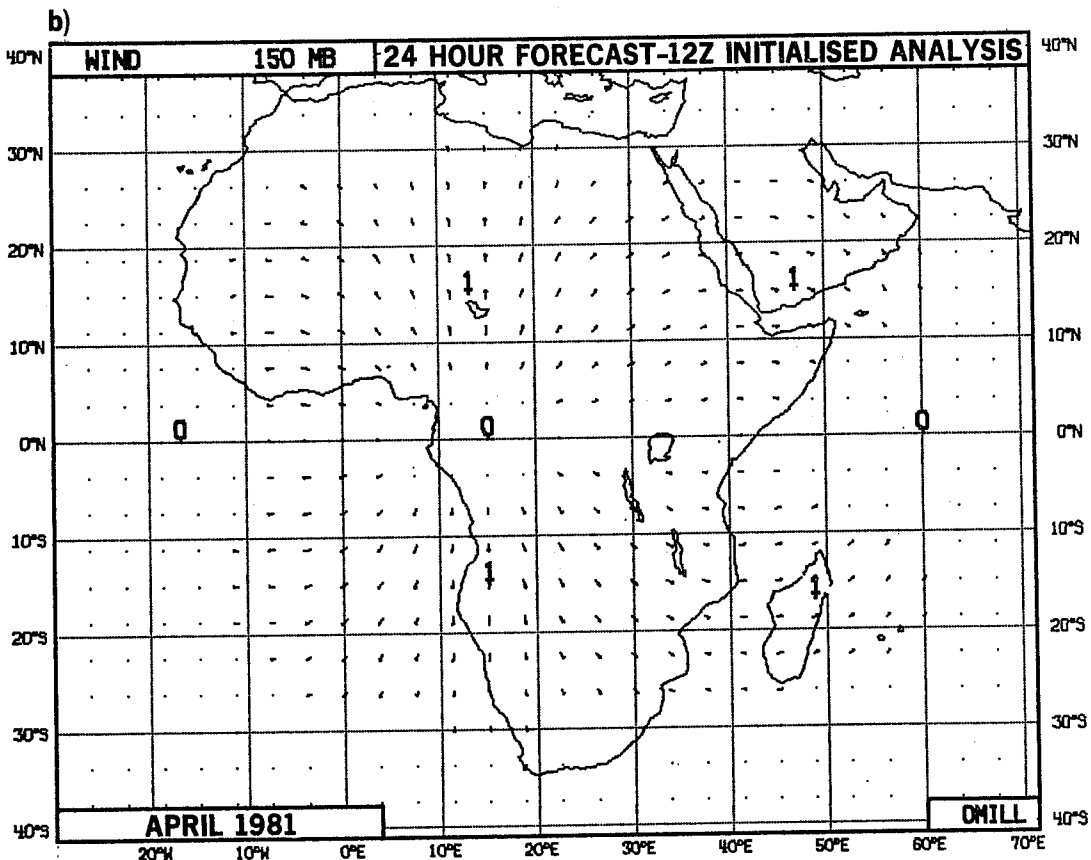 b)
40°N WIND 150 MB 24 HOUR FORECAST-12Z INITIALISED ANALYSIS 40°N
30°N 30°N
20°N 20°N
1 1
10°N 10°N
0 0 0
0°N 0°N
10°S 10°S
1 1
20°S 20°S
30°S 30°S
40°S APRIL 1981 DMILL 40°S
20°W 10°W 0°E 10°E 20°E 30°E 40°E 50°E 60°E 70°E